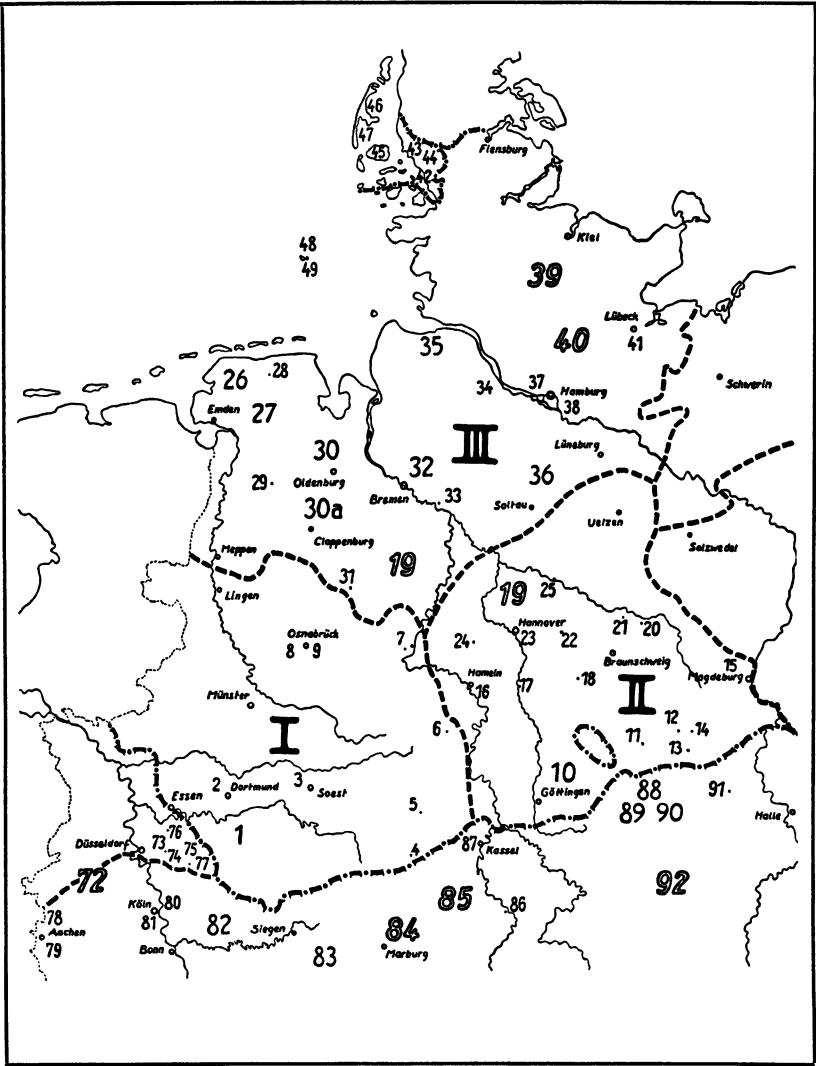 46
47
43
45
44
42
Flensburg
Kiel
48
49
39
Lübeck
41
40
35
Schwerin
26
28
34
37
Hamburg
38
Emden
27
III
Lüneburg
30
Oldenburg
32
36
29
Bremen
33
Soltau
30a
Uelzen
Cloppenburg
Salzwedel
Meppen
19
31
19
25
Lingen
Hannover
21
20
Osnabrück
8
9
7
24
23
22
Braunschweig
15
Magdeburg
Hameln
16
17
18
II
Münster
I
6
12
14
11
13
2
Dortmund
3
Soest
10
Göttingen
88
91
Essen
5
89
90
Halle
76
1
Düsseldorf
73
75
74
77
4
87
Kassel
72
92
78
Köln
80
85
86
81
82
Aachen
79
Siegen
84
Bonn
83
Marburg